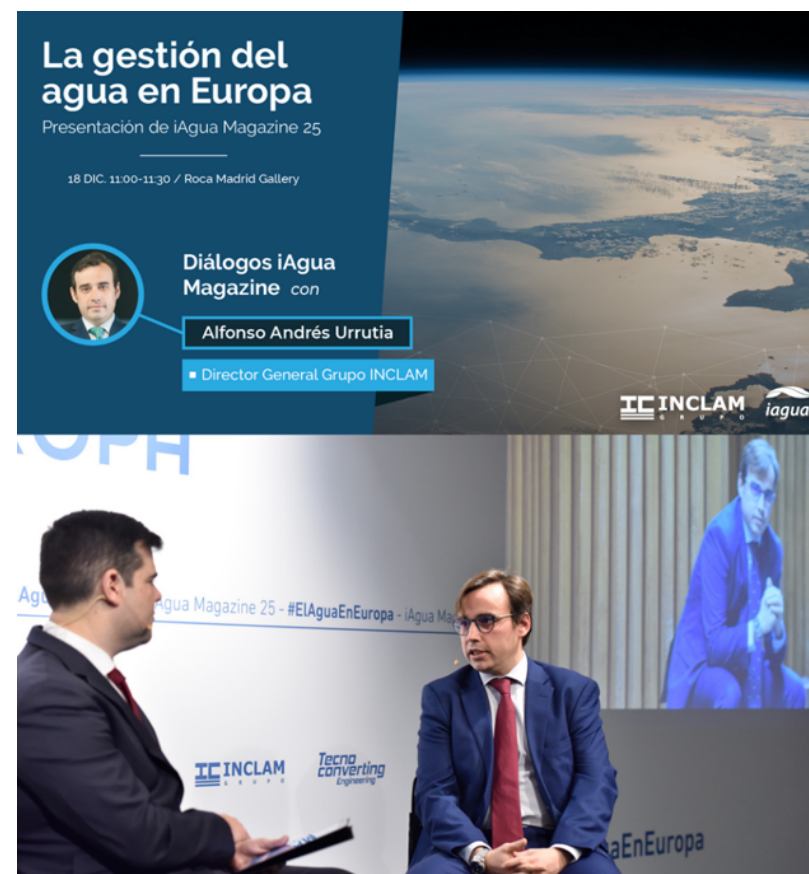 La gestión del
agua en Europa
Presentación de iAgua Magazine 25
18 DIC. 11:00-11:30 / Roca Madrid Gallery
Diálogos iAgua
Magazine con
Alfonso Andrés Urrutia
Director General Grupo INCLAM
INCLAM
GRUPO
iagua
Agua Magazine 25 - #ElAguaEnEuropa - iAgua Ma
INCLAM
GRUPO
Tecno
converting
Engineering
aEnEuropa